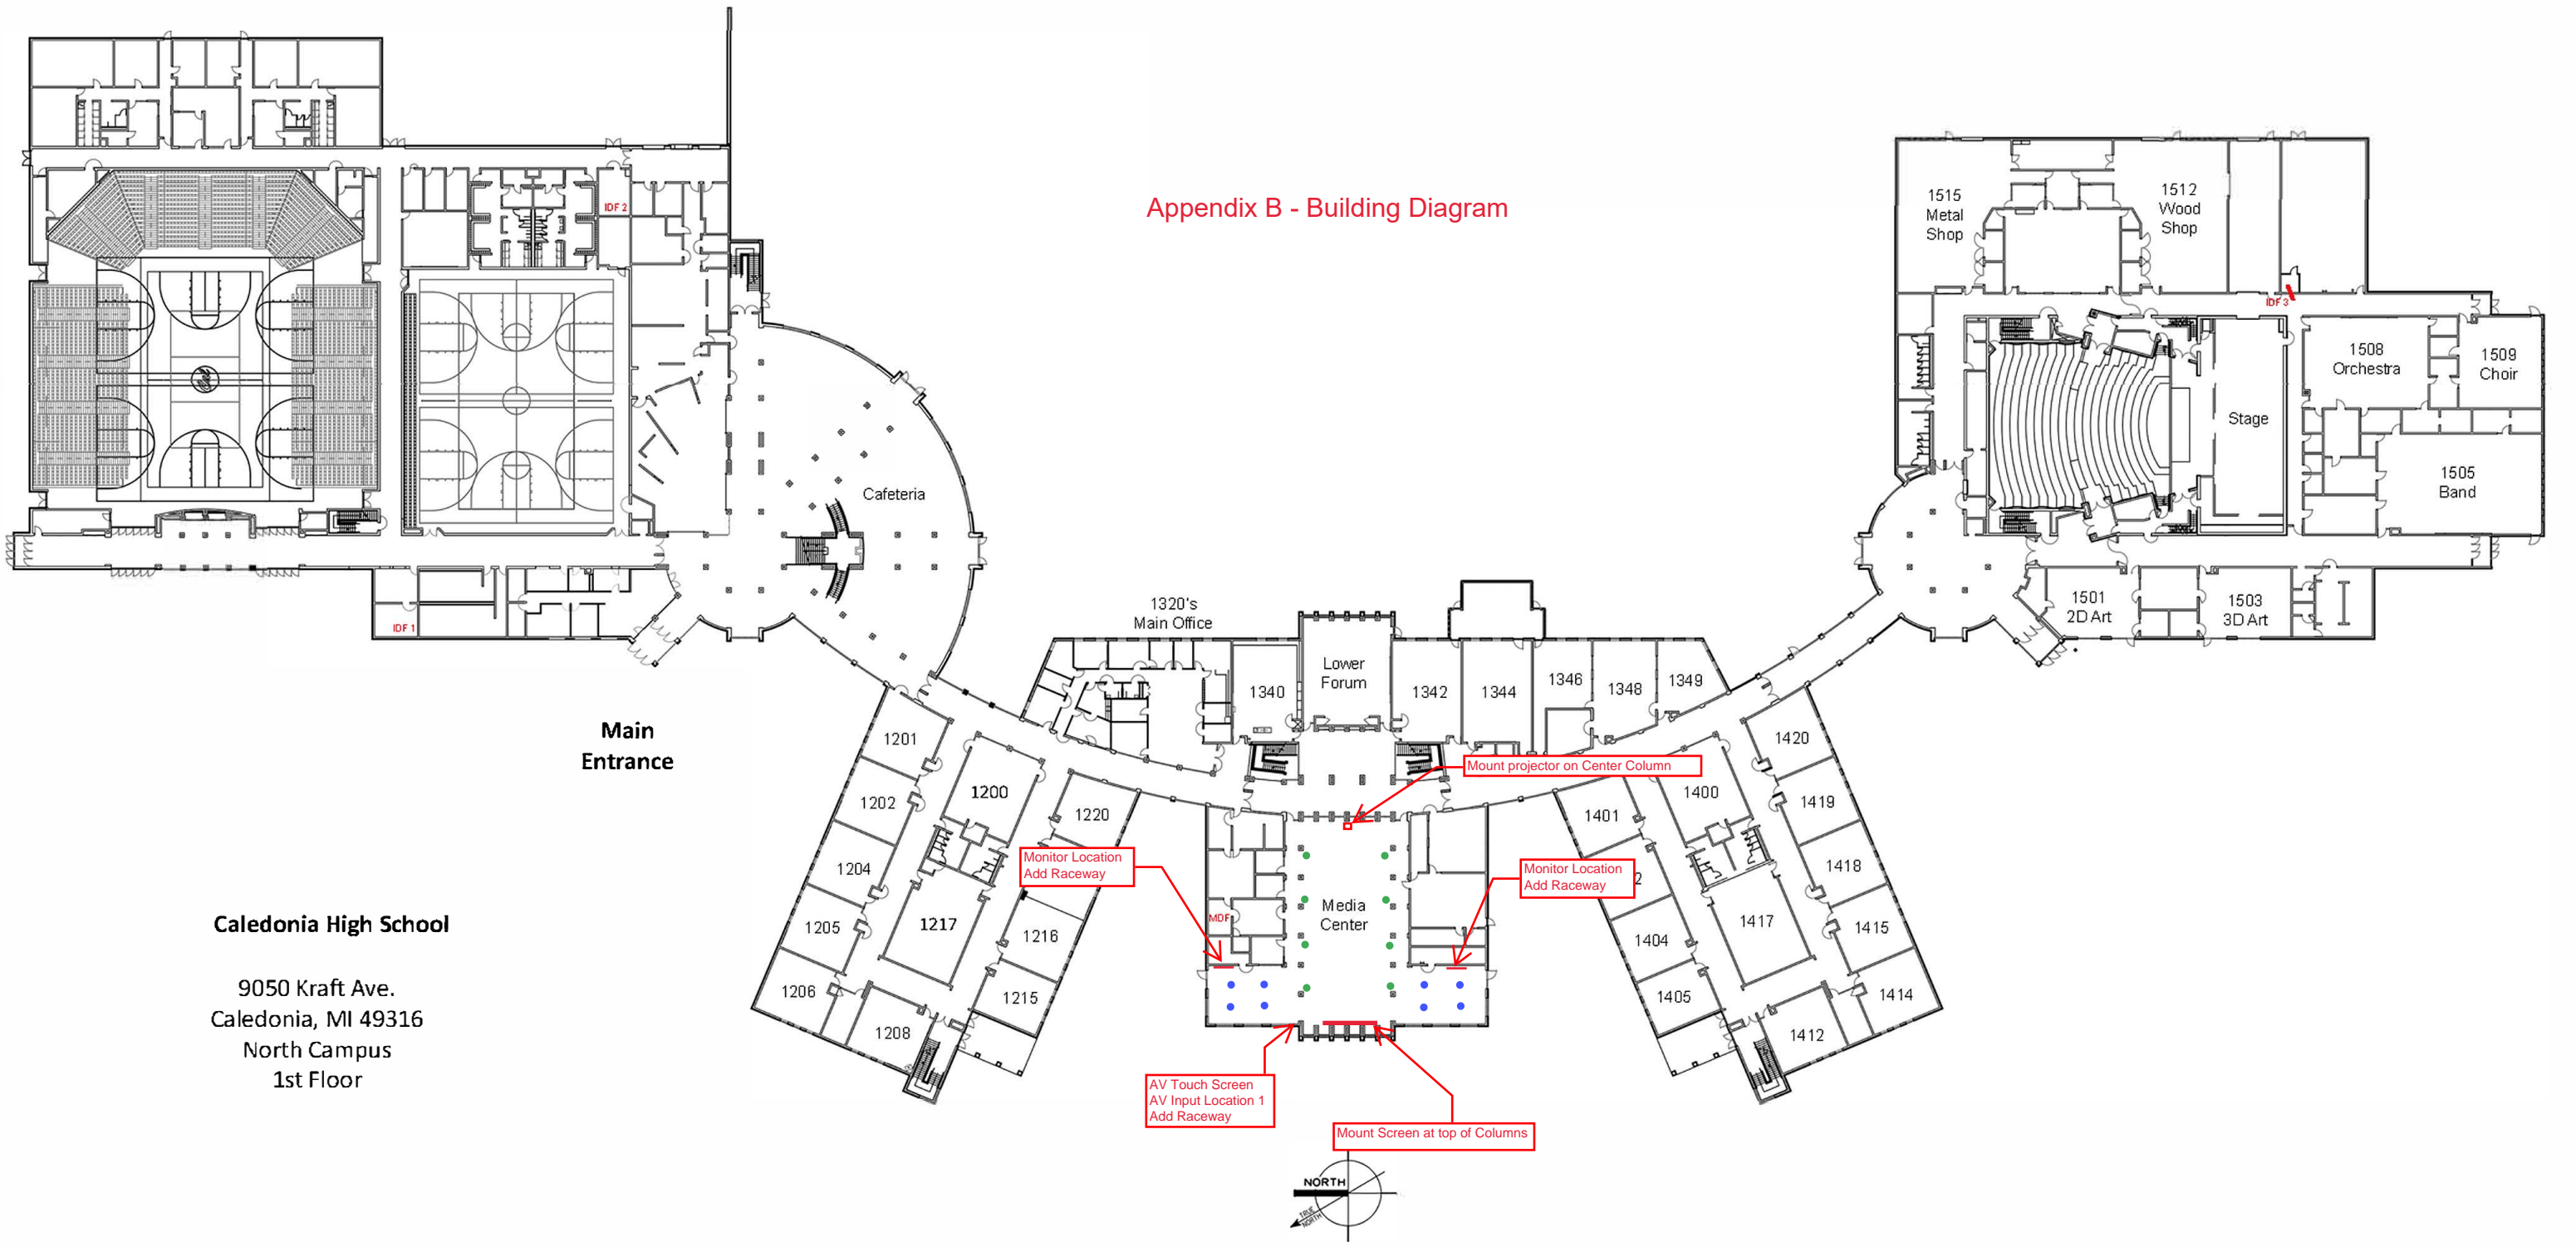 Appendix B - Building Diagram
IDF 2
1515
Metal
Shop
1512
Wood
Shop
IDF 3
1508
Orchestra
1509
Choir
Stage
1505
Band
Cafeteria
IDF 1
1501
2D Art
1503
3D Art
1320's
Main Office
1340
Lower
Forum
1342
1344
1346
1348
1349
Main
Entrance
1201
1202
1204
1205
1206
1208
1200
1217
1220
1216
1215
Mount projector on Center Column
Monitor Location
Add Raceway
Monitor Location
Add Raceway
MDF
Media
Center
1401
2
1404
1405
1400
1417
1420
1419
1418
1415
1414
1412
Caledonia High School
9050 Kraft Ave.
Caledonia, MI 49316
North Campus
1st Floor
AV Touch Screen
AV Input Location 1
Add Raceway
Mount Screen at top of Columns
NORTH
TRUE
NORTH